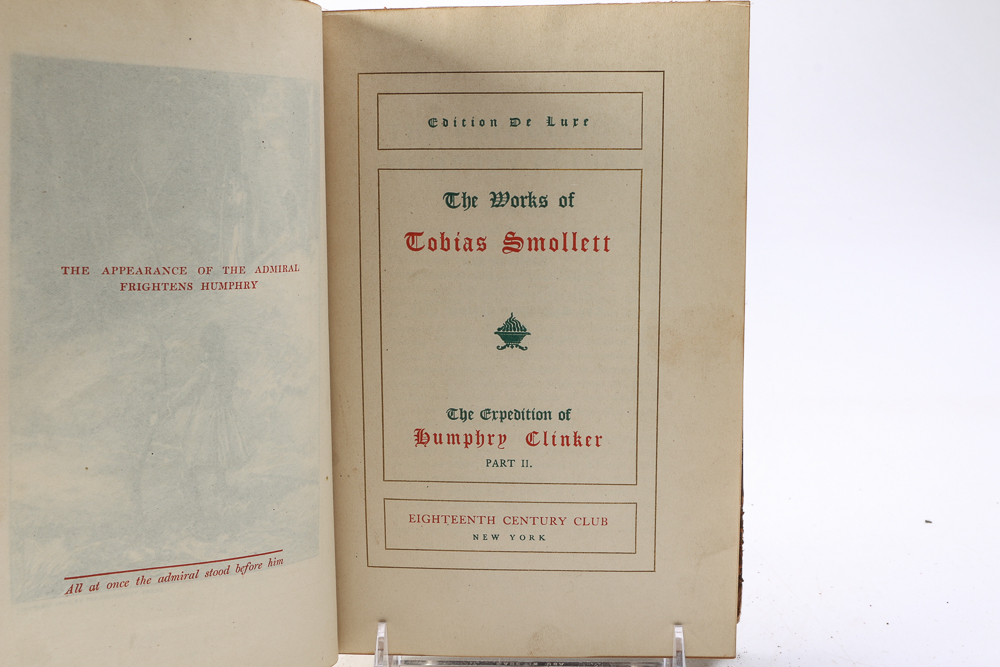 THE APPEARANCE OF THE ADMIRAL
FRIGHTENS HUMPHRY
All at once the admiral stood before him
Edition De Luxe
The Works of
Tobias Smollett
The Expedition of
Humphry Clinker
PART II.
EIGHTEENTH CENTURY CLUB
NEW YORK